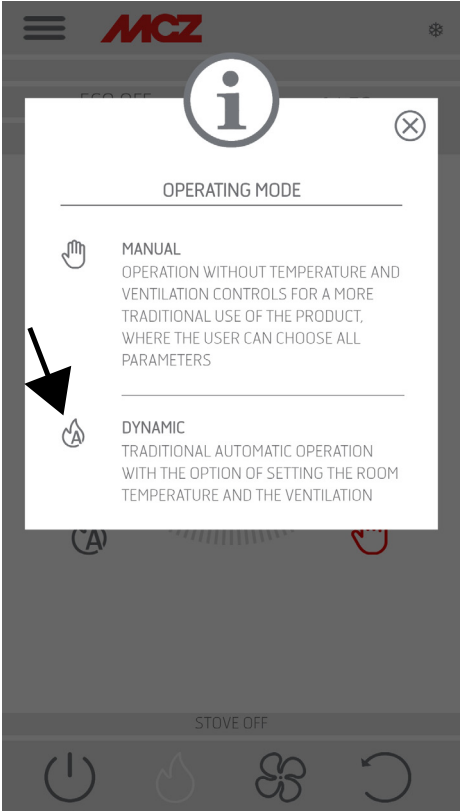 MCZ
i
OPERATING MODE
MANUAL
OPERATION WITHOUT TEMPERATURE AND
VENTILATION CONTROLS FOR A MORE
TRADITIONAL USE OF THE PRODUCT,
WHERE THE USER CAN CHOOSE ALL
PARAMETERS
A
DYNAMIC
TRADITIONAL AUTOMATIC OPERATION
WITH THE OPTION OF SETTING THE ROOM
TEMPERATURE AND THE VENTILATION
A
STOVE OFF